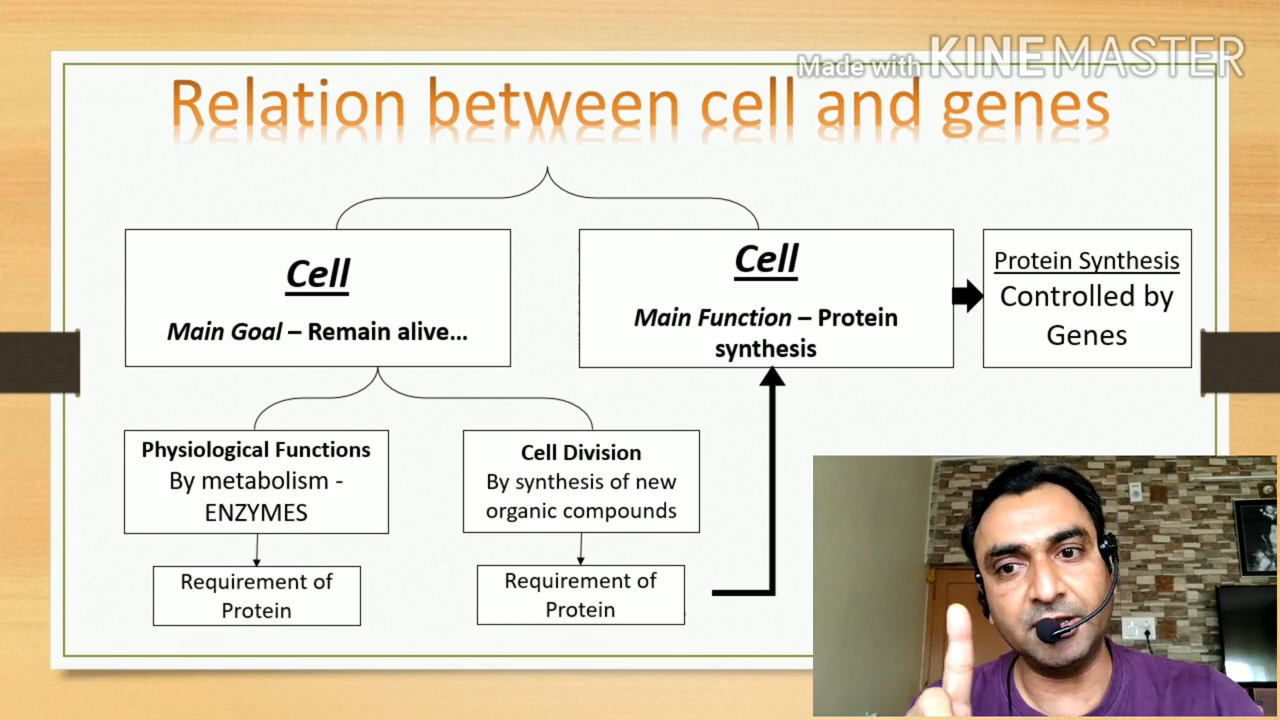 Made with KINEMASTER
Relation between cell and genes
Cell
Main Goal – Remain alive...
Cell
Main Function – Protein
synthesis
Protein Synthesis
Controlled by
Genes
Physiological Functions
By metabolism -
ENZYMES
Cell Division
By synthesis of new
organic compounds
Requirement of
Protein
Requirement of
Protein